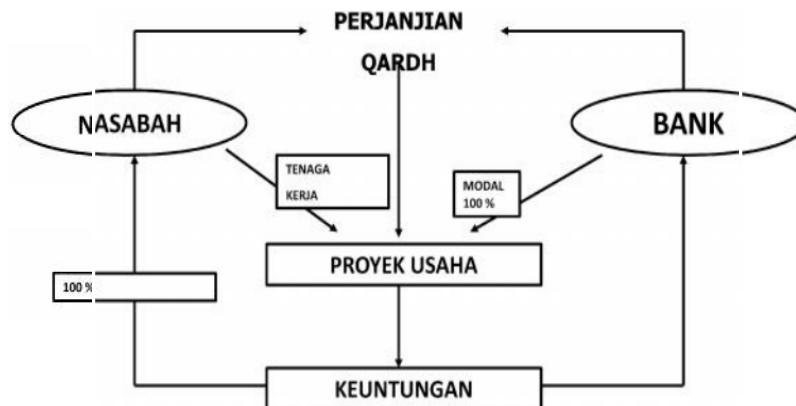 PERJANJIAN
QARDH
NASABAH
BANK
TENAGA
KERJA
MODAL
100 %
PROYEK USAHA
100 %
KEUNTUNGAN